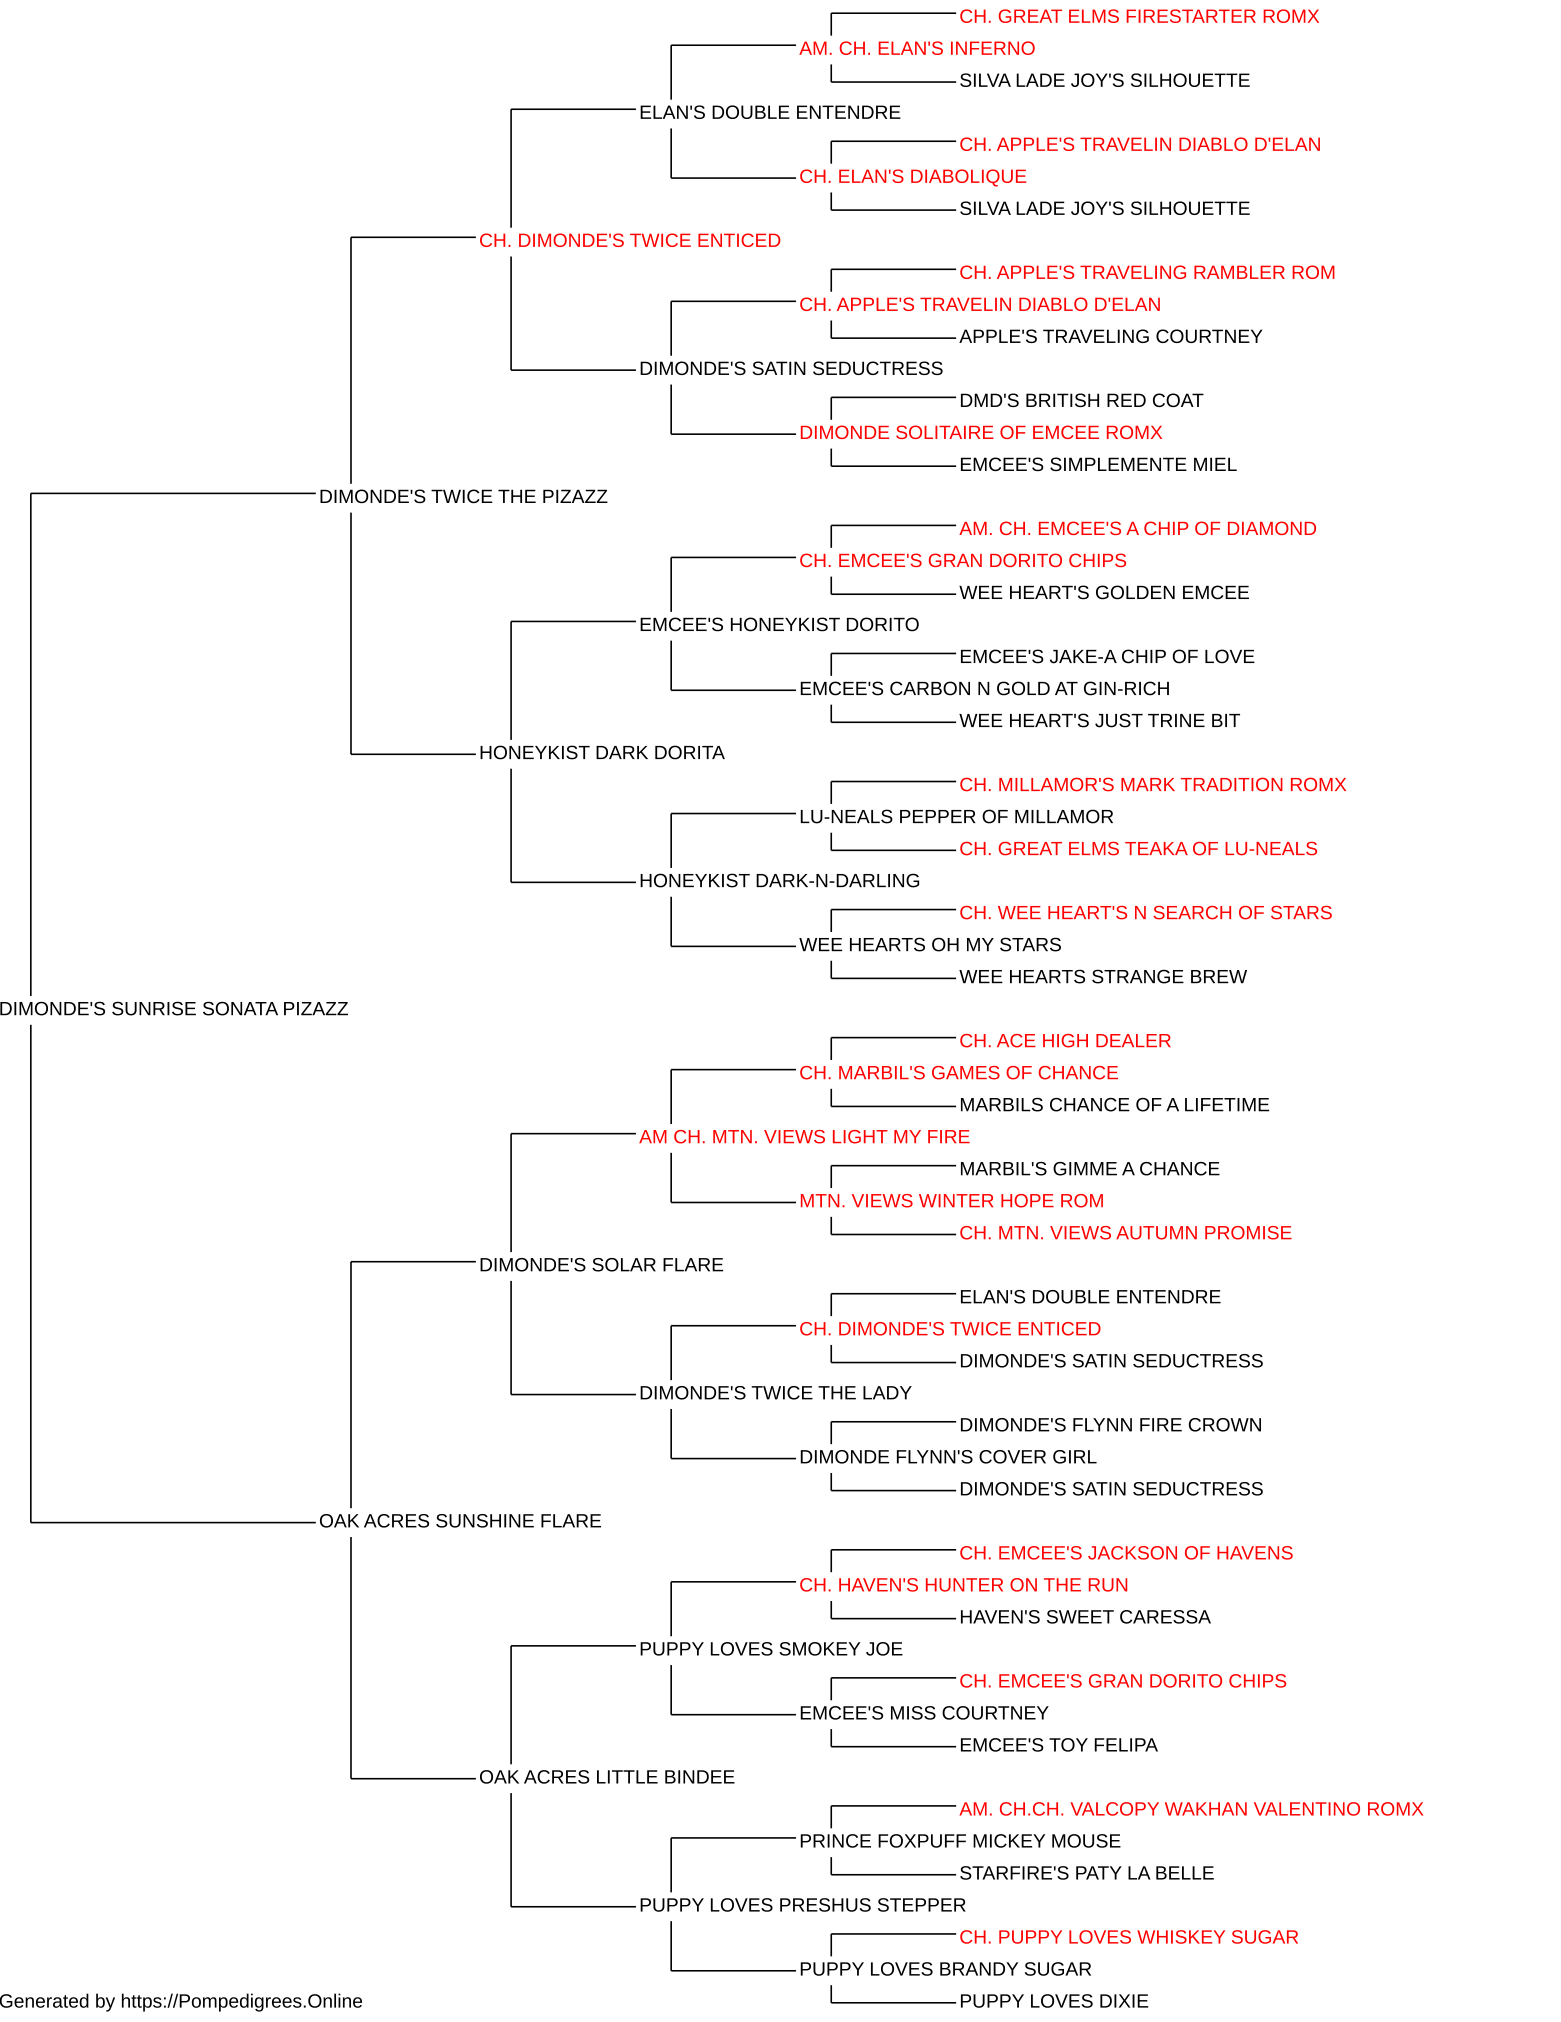 CH. GREAT ELMS FIRESTARTER ROMX
AM. CH. ELAN'S INFERNO
SILVA LADE JOY'S SILHOUETTE
ELAN'S DOUBLE ENTENDRE
CH. APPLE'S TRAVELIN DIABLO D'ELAN
CH. ELAN'S DIABOLIQUE
SILVA LADE JOY'S SILHOUETTE
CH. DIMONDE'S TWICE ENTICED
CH. APPLE'S TRAVELING RAMBLER ROM
CH. APPLE'S TRAVELIN DIABLO D'ELAN
APPLE'S TRAVELING COURTNEY
DIMONDE'S SATIN SEDUCTRESS
DMD'S BRITISH RED COAT
DIMONDE SOLITAIRE OF EMCEE ROMX
EMCEE'S SIMPLEMENTE MIEL
DIMONDE'S TWICE THE PIZAZZ
AM. CH. EMCEE'S A CHIP OF DIAMOND
CH. EMCEE'S GRAN DORITO CHIPS
WEE HEART'S GOLDEN EMCEE
EMCEE'S HONEYKIST DORITO
EMCEE'S JAKE-A CHIP OF LOVE
EMCEE'S CARBON N GOLD AT GIN-RICH
WEE HEART'S JUST TRINE BIT
HONEYKIST DARK DORITA
CH. MILLAMOR'S MARK TRADITION ROMX
LU-NEALS PEPPER OF MILLAMOR
CH. GREAT ELMS TEAKA OF LU-NEALS
HONEYKIST DARK-N-DARLING
CH. WEE HEART'S N SEARCH OF STARS
WEE HEARTS OH MY STARS
WEE HEARTS STRANGE BREW
DIMONDE'S SUNRISE SONATA PIZAZZ
CH. ACE HIGH DEALER
CH. MARBIL'S GAMES OF CHANCE
MARBILS CHANCE OF A LIFETIME
AM CH. MTN. VIEWS LIGHT MY FIRE
MARBIL'S GIMME A CHANCE
MTN. VIEWS WINTER HOPE ROM
CH. MTN. VIEWS AUTUMN PROMISE
DIMONDE'S SOLAR FLARE
ELAN'S DOUBLE ENTENDRE
CH. DIMONDE'S TWICE ENTICED
DIMONDE'S SATIN SEDUCTRESS
DIMONDE'S TWICE THE LADY
DIMONDE'S FLYNN FIRE CROWN
DIMONDE FLYNN'S COVER GIRL
DIMONDE'S SATIN SEDUCTRESS
OAK ACRES SUNSHINE FLARE
CH. EMCEE'S JACKSON OF HAVENS
CH. HAVEN'S HUNTER ON THE RUN
HAVEN'S SWEET CARESSA
PUPPY LOVES SMOKEY JOE
CH. EMCEE'S GRAN DORITO CHIPS
EMCEE'S MISS COURTNEY
EMCEE'S TOY FELIPA
OAK ACRES LITTLE BINDEE
AM. CH.CH. VALCOPY WAKHAN VALENTINO ROMX
PRINCE FOXPUFF MICKEY MOUSE
STARFIRE'S PATY LA BELLE
PUPPY LOVES PRESHUS STEPPER
CH. PUPPY LOVES WHISKEY SUGAR
PUPPY LOVES BRANDY SUGAR
PUPPY LOVES DIXIE
Generated by https://Pompedigrees.Online